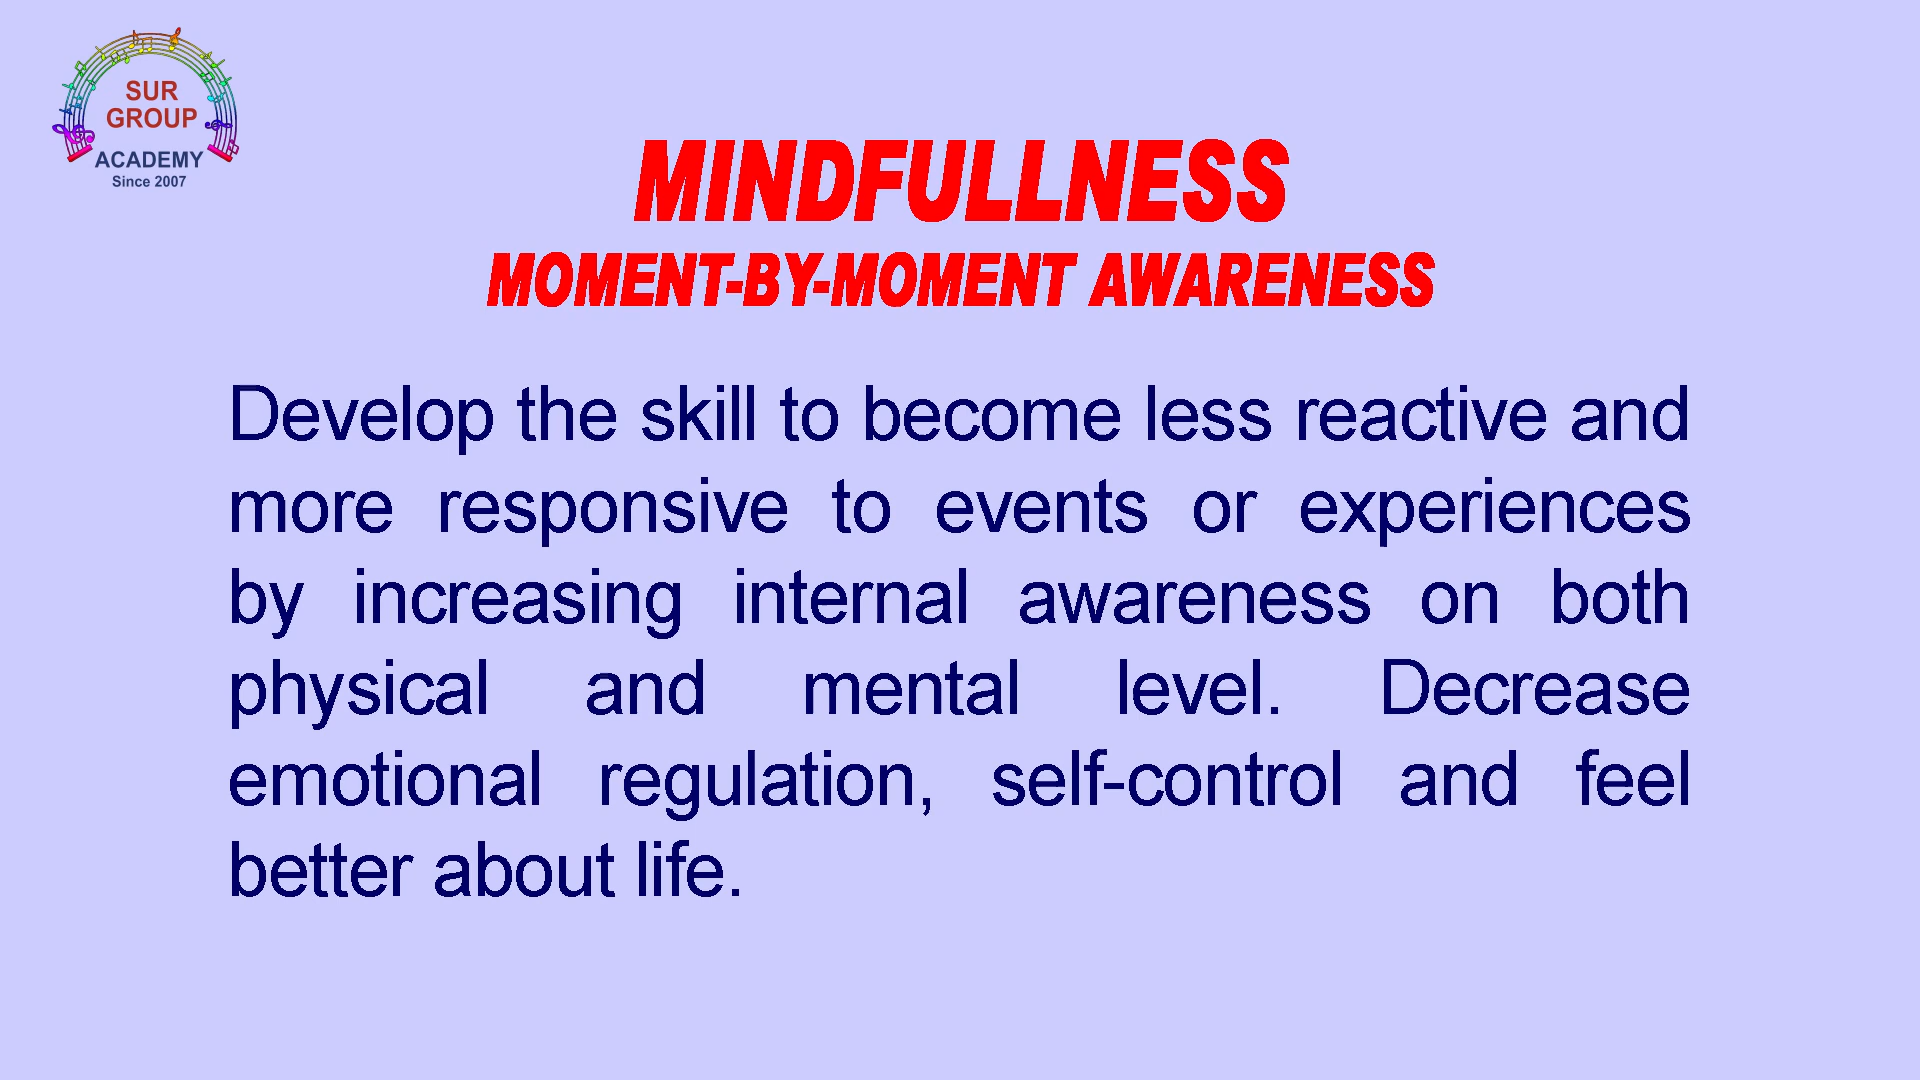 SUR
GROUP
ACADEMY
Since 2007
MINDFULLNESS
MOMENT-BY-MOMENT AWARENESS
Develop the skill to become less reactive and
more responsive to events or experiences
by increasing internal awareness on both
physical and mental level. Decrease
emotional regulation, self-control and feel
better about life.